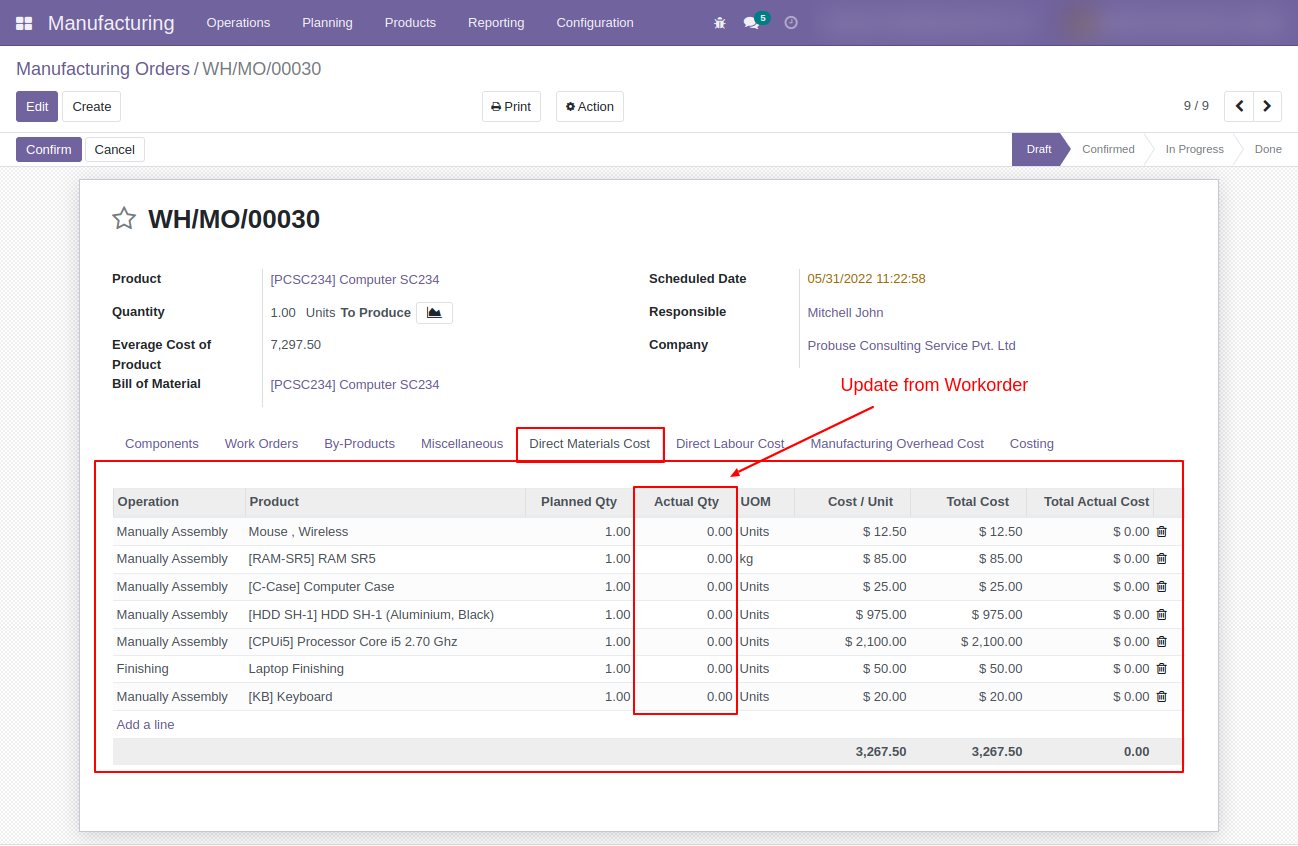 Manufacturing Operations Planning Products Reporting Configuration 5
Manufacturing Orders / WH/MO/00030
Edit Create Print Action 9 / 9
Confirm Cancel Draft Confirmed In Progress Done
WH/MO/00030
Product [PCSC234] Computer SC234 Scheduled Date 05/31/2022 11:22:58
Quantity 1.00 Units To Produce Responsible Mitchell John
Everage Cost of 7,297.50 Company Probuse Consulting Service Pvt. Ltd
Product
Bill of Material [PCSC234] Computer SC234
Update from Workorder
Components Work Orders By-Products Miscellaneous Direct Materials Cost Direct Labour Cost Manufacturing Overhead Cost Costing
Operation Product Planned Qty Actual Qty UOM Cost / Unit Total Cost Total Actual Cost
Manually Assembly Mouse , Wireless 1.00 0.00 Units $ 12.50 $ 12.50 $ 0.00
Manually Assembly [RAM-SR5] RAM SR5 1.00 0.00 kg $ 85.00 $ 85.00 $ 0.00
Manually Assembly [C-Case] Computer Case 1.00 0.00 Units $ 25.00 $ 25.00 $ 0.00
Manually Assembly [HDD SH-1] HDD SH-1 (Aluminium, Black) 1.00 0.00 Units $ 975.00 $ 975.00 $ 0.00
Manually Assembly [CPUi5] Processor Core i5 2.70 Ghz 1.00 0.00 Units $ 2,100.00 $ 2,100.00 $ 0.00
Finishing Laptop Finishing 1.00 0.00 Units $ 50.00 $ 50.00 $ 0.00
Manually Assembly [KB] Keyboard 1.00 0.00 Units $ 20.00 $ 20.00 $ 0.00
Add a line
3,267.50 3,267.50 0.00